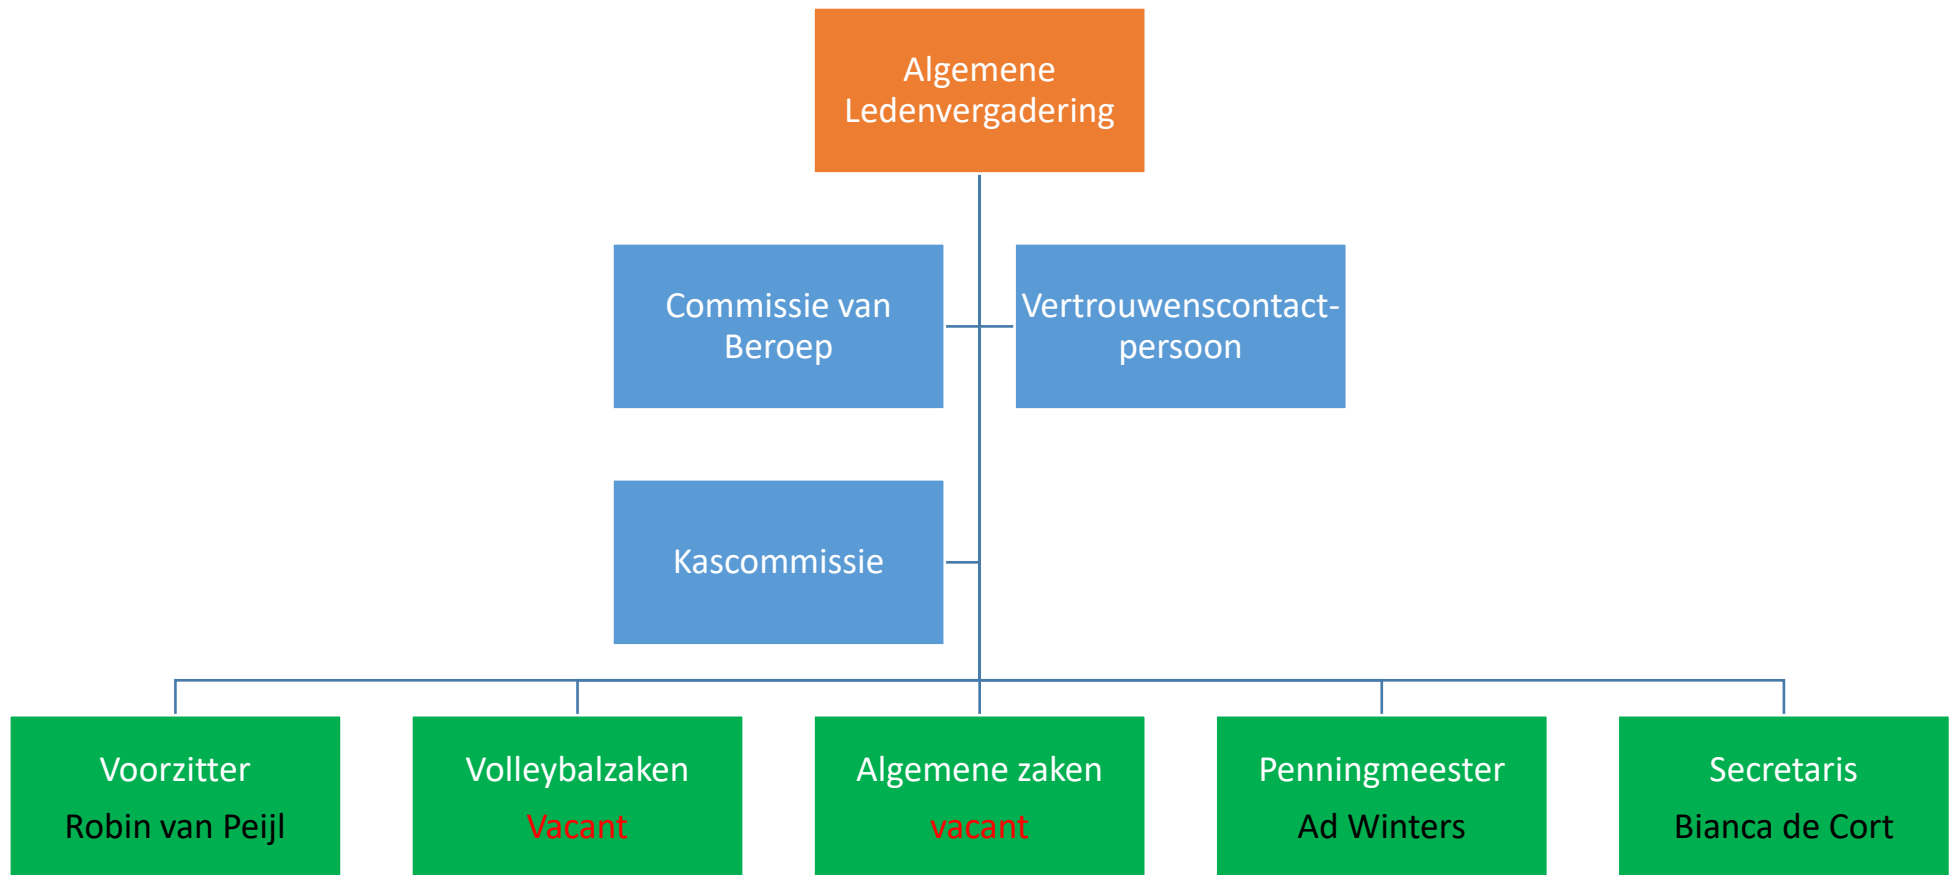 Algemene
Ledenvergadering
Commissie van
Beroep
Vertrouwenscontact-
persoon
Kascommissie
Voorzitter
Robin van Peijl
Volleybalzaken
Vacant
Algemene zaken
vacant
Penningmeester
Ad Winters
Secretaris
Bianca de Cort